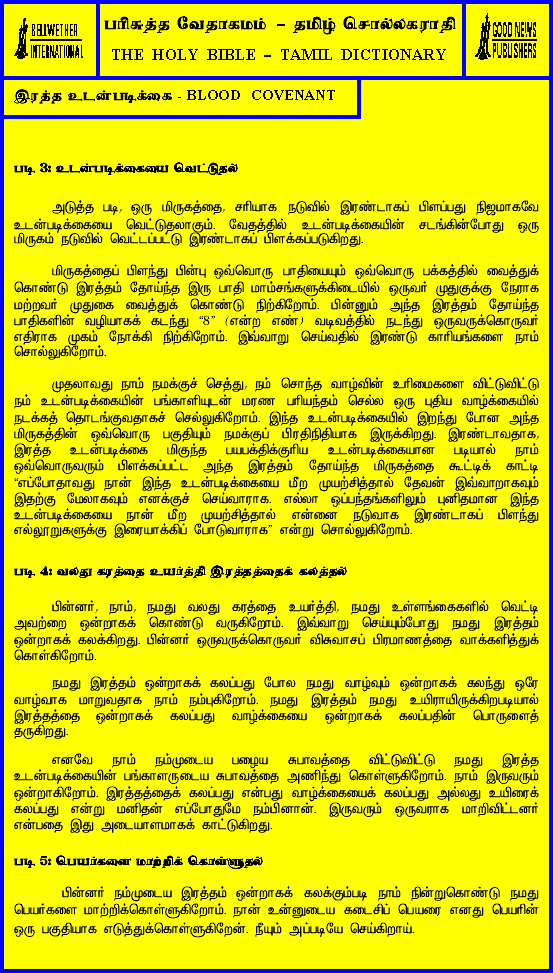 BELLWETHER
INTERNATIONAL
பரிசுத்த வேதாகமம் – தமிழ் சொல்லகராதி
THE HOLY BIBLE – TAMIL DICTIONARY
GOOD NEWS
PUBLISHERS
இரத்த உடன்படிக்கை - BLOOD COVENANT
படி 3: உடன்படிக்கையை வெட்டுதல்
அடுத்த படி, ஒரு மிருகத்தை, சரியாக நடுவில் இரண்டாகப் பிளப்பது நிஜமாகவே
உடன்படிக்கையை வெட்டுதலாகும். வேதத்தில் உடன்படிக்கையின் சடங்கின்போது ஒரு
மிருகம் நடுவில் வெட்டப்பட்டு இரண்டாகப் பிளக்கப்படுகிறது.
மிருகத்தைப் பிளந்து பின்பு ஒவ்வொரு பாதியையும் ஒவ்வொரு பக்கத்தில் வைத்துக்
கொண்டு இரத்தம் தோய்ந்த இரு பாதி மாம்சங்களுக்கிடையில் ஒருவர் முதுகுக்கு நேராக
மற்றவர் முதுகை வைத்துக் கொண்டு நிற்கிறோம். பின்னும் அந்த இரத்தம் தோய்ந்த
பாதிகளின் வழியாகக் கடந்து “8” (என்ற எண்) வடிவத்தில் நடந்து ஒருவருக்கொருவர்
எதிராக முகம் நோக்கி நிற்கிறோம். இவ்வாறு செய்வதில் இரண்டு காரியங்களை நாம்
சொல்லுகிறோம்.
முதலாவது நாம் நமக்குச் செத்து, நம் சொந்த வாழ்வின் உரிமைகளை விட்டுவிட்டு
நம் உடன்படிக்கையின் பங்காளியுடன் மரண பரியந்தம் செல்ல ஒரு புதிய வாழ்க்கையில்
நடக்கத் தொடங்குவதாகச் செல்லுகிறோம். இந்த உடன்படிக்கையில் இறந்து போன அந்த
மிருகத்தின் ஒவ்வொரு பகுதியும் நமக்குப் பிரதிநிதியாக இருக்கிறது. இரண்டாவதாக,
இரத்த உடன்படிக்கை மிகுந்த பயபக்திக்குரிய உடன்படிக்கையான படியால் நாம்
ஒவ்வொருவரும் பிளக்கப்பட்ட அந்த இரத்தம் தோய்ந்த மிருகத்தை கூட்டிக் காட்டி
“எப்போதாவது நான் இந்த உடன்படிக்கையை மீற முயற்சித்தால் தேவன் இவ்வாறாகவும்
இதற்கு மேலாகவும் எனக்குச் செய்வாராக. எல்லா ஒப்பந்தங்களிலும் புனிதமான இந்த
உடன்படிக்கையை நான் மீற முயற்சித்தால் என்னை நடுவாக இரண்டாகப் பிளந்து
எல்லூறுகளுக்கு இரையாக்கிப் போடுவாராக” என்று சொல்லுகிறோம்.
படி 4: வலது கரத்தை உயர்த்தி இரத்தத்தைக் கலத்தல்
பின்னர், நாம், நமது வலது கரத்தை உயர்த்தி, நமது உள்ளங்கைகளில் வெட்டி
அவற்றை ஒன்றாகக் கொண்டு வருகிறோம். இவ்வாறு செய்யும்போது நமது இரத்தம்
ஒன்றாகக் கலக்கிறது. பின்னர் ஒருவருக்கொருவர் விசுவாசப் பிரமாணத்தை வாக்களித்துக்
கொள்கிறோம்.
நமது இரத்தம் ஒன்றாகக் கலப்பது போல நமது வாழ்வும் ஒன்றாகக் கலந்து ஒரே
வாழ்வாக மாறுவதாக நாம் நம்புகிறோம். நமது இரத்தம் நமது உயிராயிருக்கிறபடியால்
இரத்தத்தை ஒன்றாகக் கலப்பது வாழ்க்கையை ஒன்றாகக் கலப்பதின் பொருளைத்
தருகிறது.
எனவே நாம் நம்முடைய பழைய சுபாவத்தை விட்டுவிட்டு நமது இரத்த
உடன்படிக்கையின் பங்காளருடைய சுபாவத்தை அணிந்து கொள்ளுகிறோம். நாம் இருவரும்
ஒன்றாகிறோம். இரத்தத்தைக் கலப்பது என்பது வாழ்க்கையைக் கலப்பது அல்லது உயிரைக்
கலப்பது என்று மனிதன் எப்போதுமே நம்பினான். இருவரும் ஒருவராக மாறிவிட்டனர்
என்பதை இது அடையாளமாகக் காட்டுகிறது.
படி 5: பெயர்களை மாற்றிக் கொள்ளுதல்
பின்னர் நம்முடைய இரத்தம் ஒன்றாகக் கலக்கும்படி நாம் நின்றுகொண்டு நமது
பெயர்களை மாற்றிக்கொள்ளுகிறோம். நான் உன்னுடைய கடைசிப் பெயரை எனது பெயரின்
ஒரு பகுதியாக எடுத்துக்கொள்ளுகிறேன். நீயும் அப்படியே செய்கிறாய்.